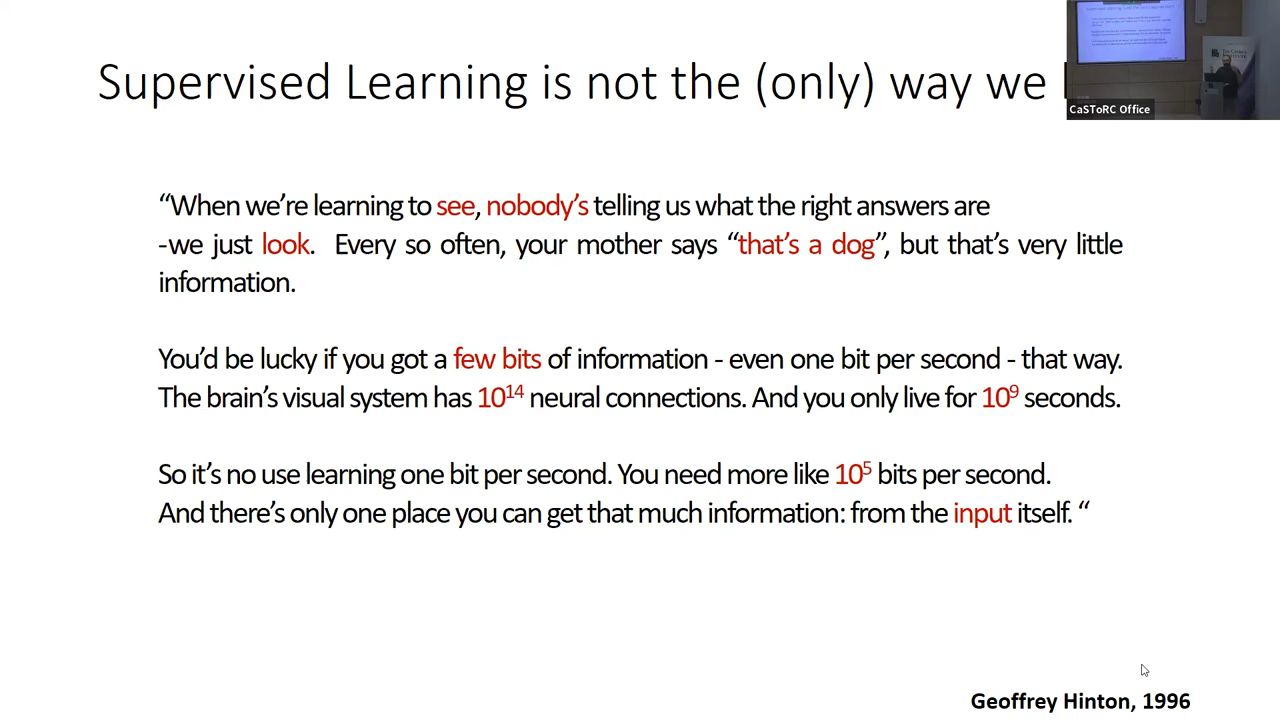 Supervised Learning is not the (only) way we
CaSToRC Office
“When we’re learning to see, nobody’s telling us what the right answers are
-we just look. Every so often, your mother says “that’s a dog”, but that’s very little
information.
You’d be lucky if you got a few bits of information - even one bit per second - that way.
The brain’s visual system has 10¹⁴ neural connections. And you only live for 10⁹ seconds.
So it’s no use learning one bit per second. You need more like 10⁵ bits per second.
And there’s only one place you can get that much information: from the input itself. “
Geoffrey Hinton, 1996